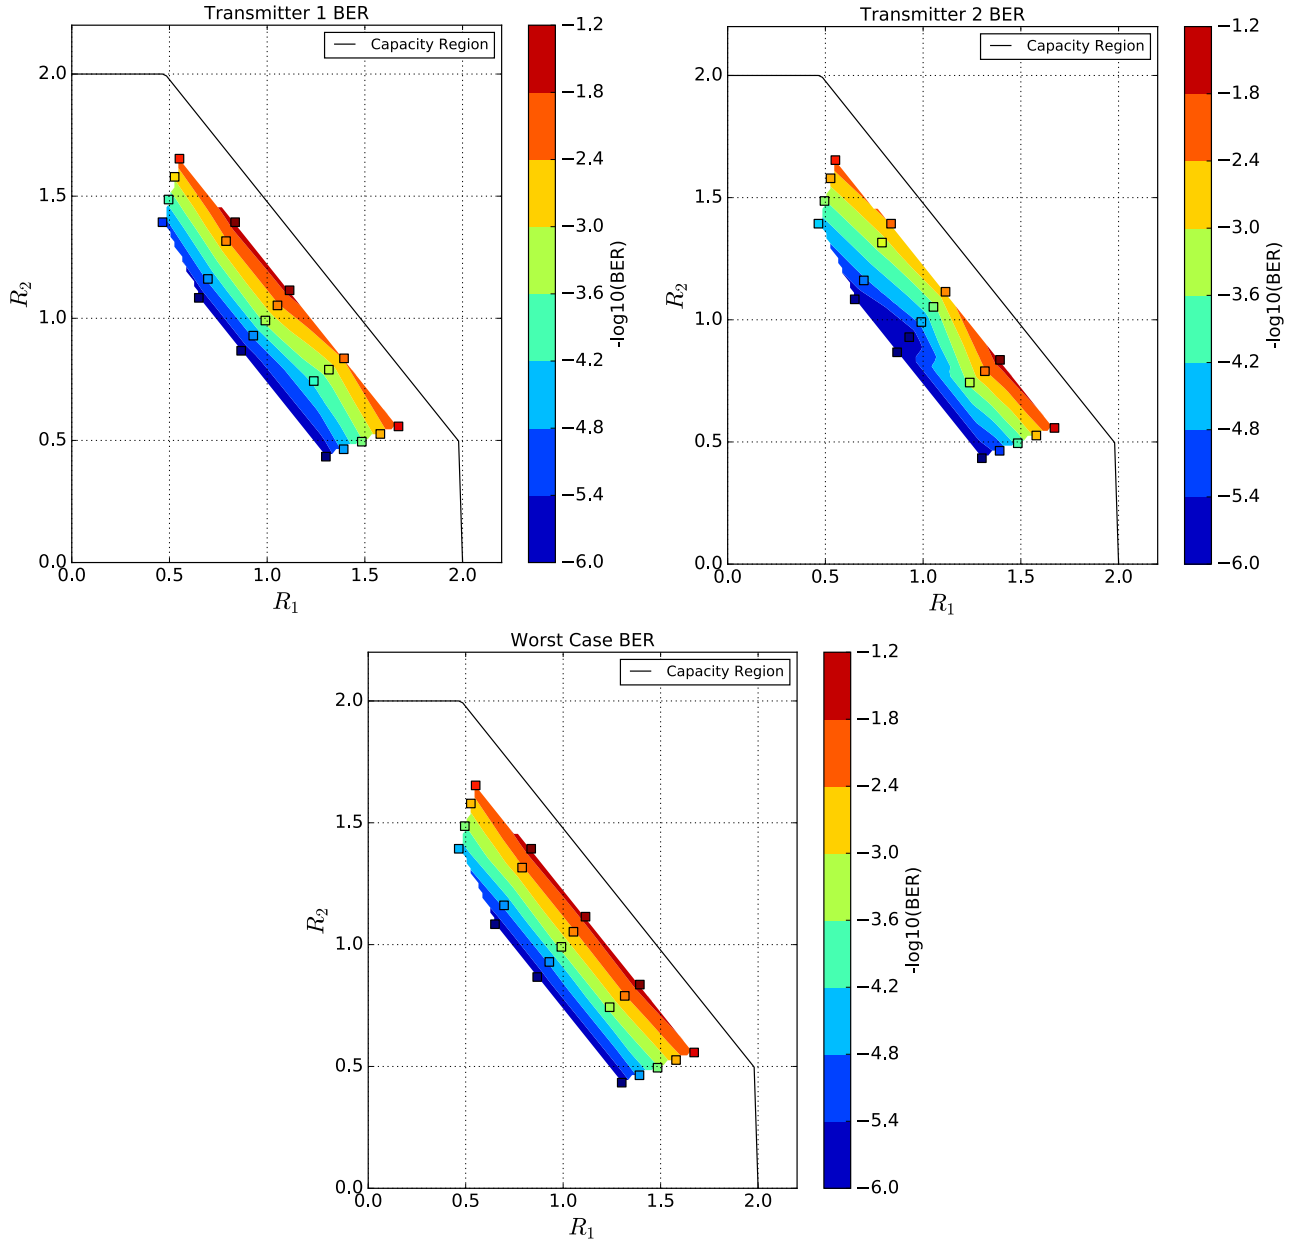 Transmitter 1 BER
Capacity Region
2.0
1.5
1.0
0.5
0.0
R2
0.0 0.5 1.0 1.5 2.0
R1
−1.2
−1.8
−2.4
−3.0
−3.6
−4.2
−4.8
−5.4
−6.0
-log10(BER)
Transmitter 2 BER
Capacity Region
2.0
1.5
1.0
0.5
0.0
R2
0.0 0.5 1.0 1.5 2.0
R1
−1.2
−1.8
−2.4
−3.0
−3.6
−4.2
−4.8
−5.4
−6.0
-log10(BER)
Worst Case BER
Capacity Region
2.0
1.5
1.0
0.5
0.0
R2
0.0 0.5 1.0 1.5 2.0
R1
−1.2
−1.8
−2.4
−3.0
−3.6
−4.2
−4.8
−5.4
−6.0
-log10(BER)